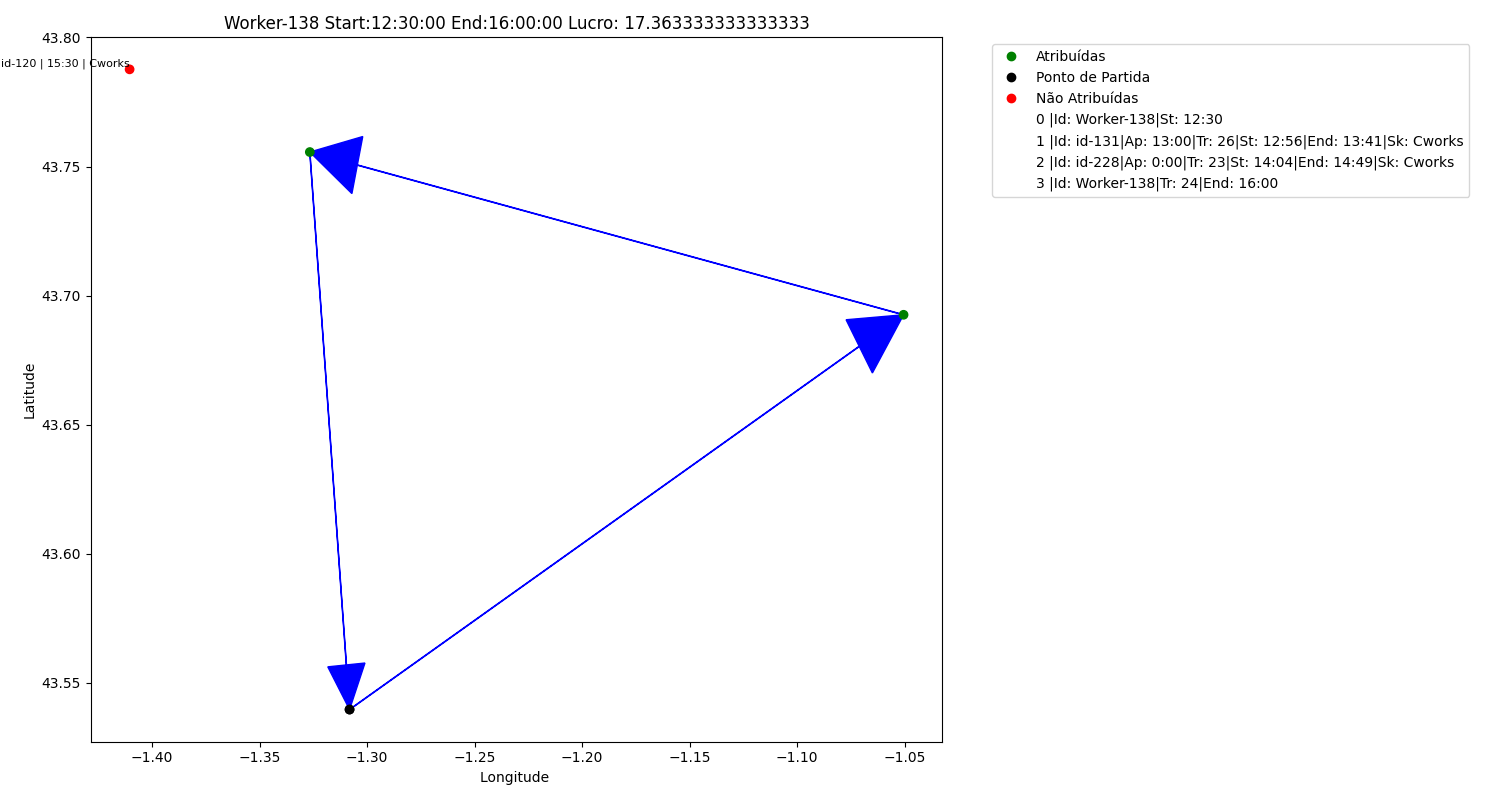 Worker-138 Start:12:30:00 End:16:00:00 Lucro: 17.363333333333333
43.80
43.75
43.70
43.65
43.60
43.55
Latitude
id-120 | 15:30 | Cworks
−1.40
−1.35
−1.30
−1.25
−1.20
−1.15
−1.10
−1.05
Longitude
Atribuídas
Ponto de Partida
Não Atribuídas
0 |Id: Worker-138|St: 12:30
1 |Id: id-131|Ap: 13:00|Tr: 26|St: 12:56|End: 13:41|Sk: Cworks
2 |Id: id-228|Ap: 0:00|Tr: 23|St: 14:04|End: 14:49|Sk: Cworks
3 |Id: Worker-138|Tr: 24|End: 16:00